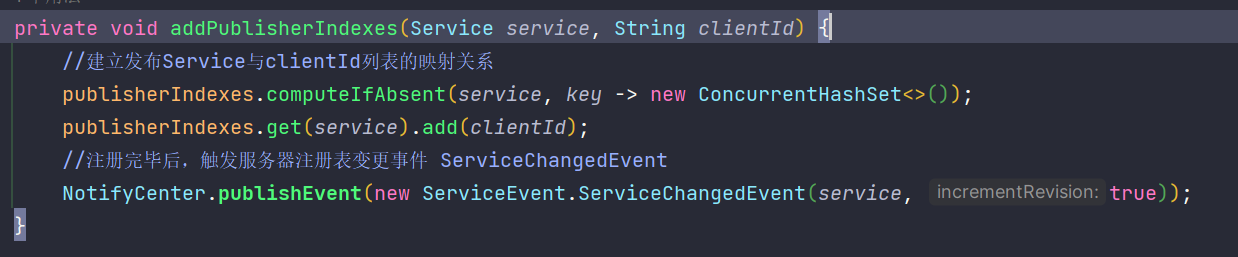 private void addPublisherIndexes(Service service, String clientId) {
//建立发布Service与clientId列表的映射关系
publisherIndexes.computeIfAbsent(service, key -> new ConcurrentHashSet<>());
publisherIndexes.get(service).add(clientId);
//注册完毕后，触发服务器注册表变更事件 ServiceChangedEvent
NotifyCenter.publishEvent(new ServiceEvent.ServiceChangedEvent(service, incrementRevision: true));
}